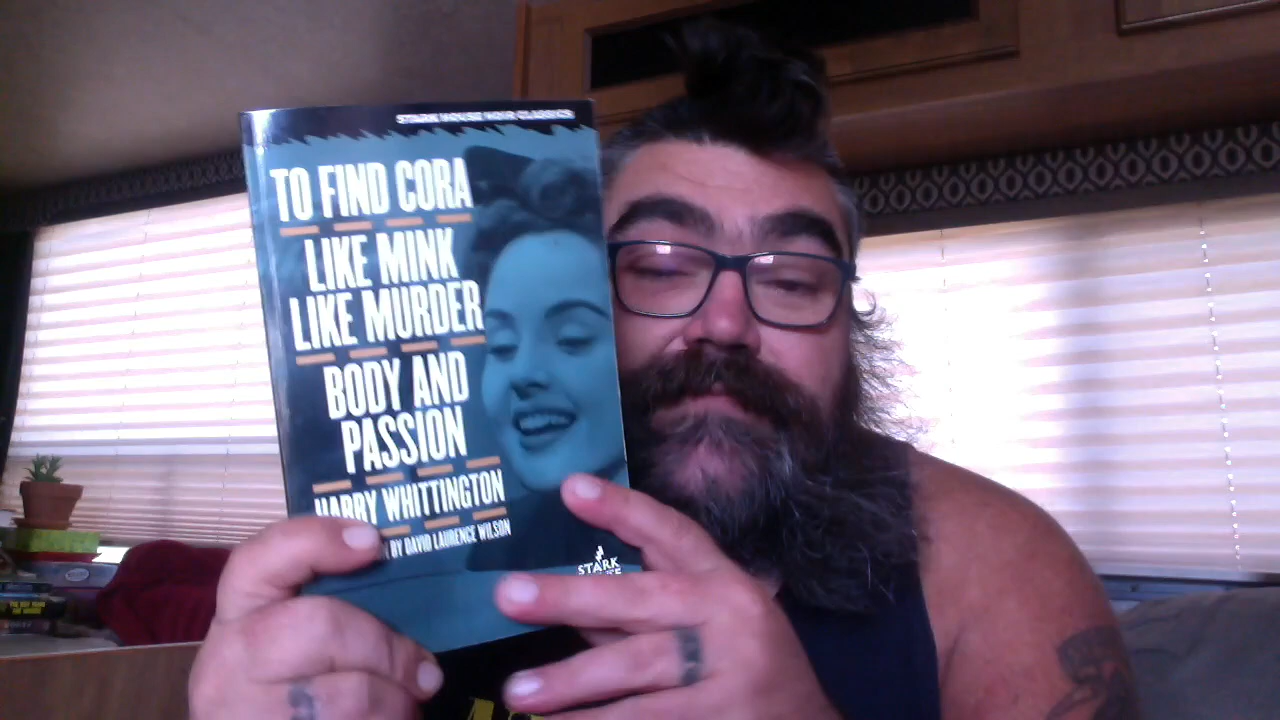 STARK HOUSE NOIR CLASSICS
TO FIND CORA
LIKE MINK
LIKE MURDER
BODY AND
PASSION
HARRY WHITTINGTON
BY DAVID LAURENCE WILSON
STARK